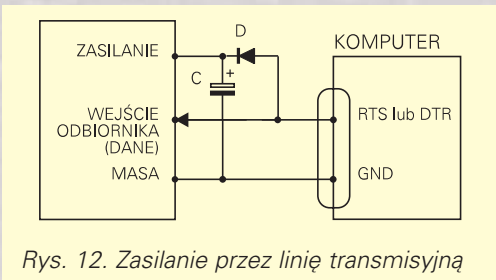 D
KOMPUTER
ZASILANIE
C
+
WEJŚCIE
ODBIORNIKA
(DANE)
RTS lub DTR
MASA
GND
Rys. 12. Zasilanie przez linię transmisyjną